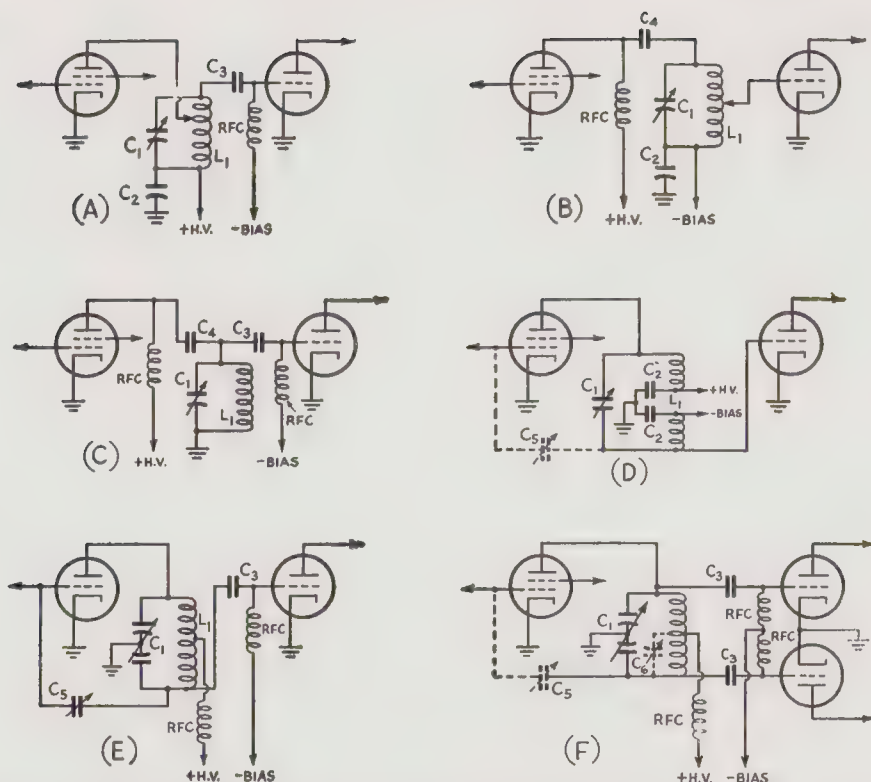 C3
RFC
C1
L1
C2
(A)
+H.V.
-BIAS
C4
RFC
C1
L1
C2
(B)
+H.V.
-BIAS
C4
C3
RFC
C1
L1
RFC
(C)
+H.V.
-BIAS
C1
C2
+H.V.
L1
-BIAS
C2
C5
(D)
C3
L1
C1
RFC
C5
RFC
(E)
+H.V.
-BIAS
C3
RFC
C1
RFC
C6
C3
C5
RFC
(F)
+H.V.
-BIAS